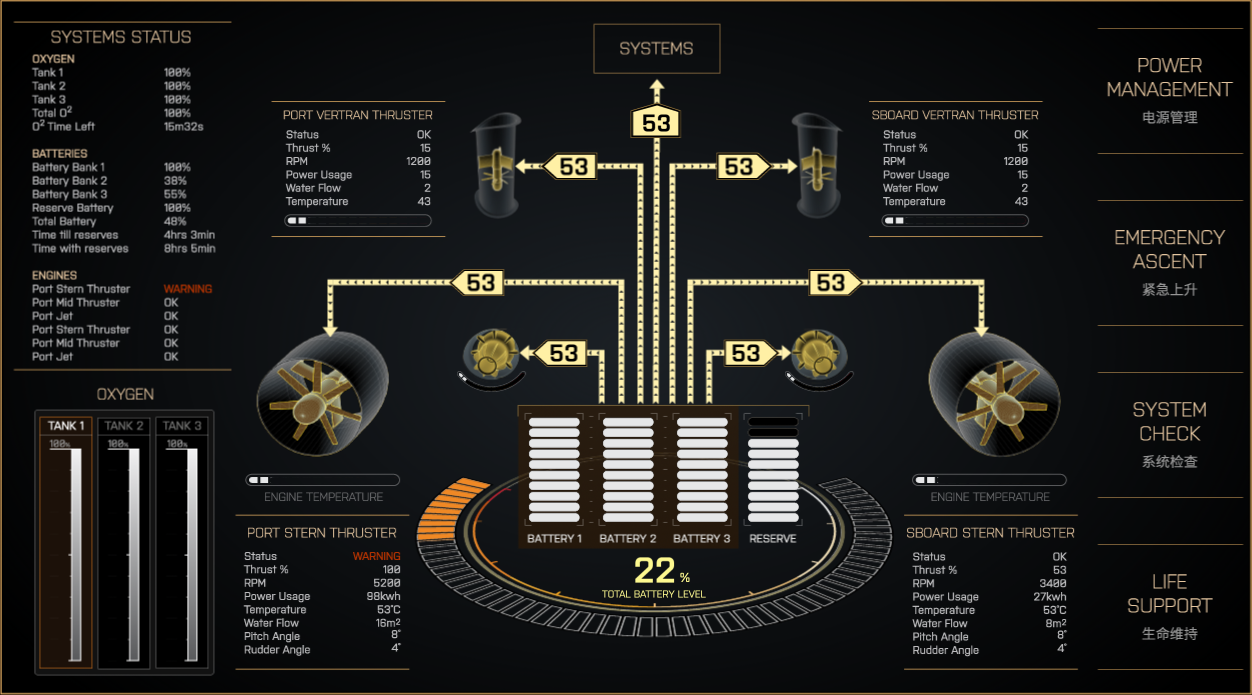 SYSTEMS STATUS
OXYGEN
Tank 1 100%
Tank 2 100%
Tank 3 100%
Total O² 100%
O² Time Left 15m32s
BATTERIES
Battery Bank 1 100%
Battery Bank 2 38%
Battery Bank 3 55%
Reserve Battery 100%
Total Battery 48%
Time till reserves 4hrs 3min
Time with reserves 8hrs 5min
ENGINES
Port Stern Thruster WARNING
Port Mid Thruster OK
Port Jet OK
Port Stern Thruster OK
Port Mid Thruster OK
Port Jet OK
OXYGEN
TANK 1 TANK 2 TANK 3
100% 100% 100%
SYSTEMS
53
PORT VERTRAN THRUSTER
Status OK
Thrust % 15
RPM 1200
Power Usage 15
Water Flow 2
Temperature 43
53
53
SBOARD VERTRAN THRUSTER
Status OK
Thrust % 15
RPM 1200
Power Usage 15
Water Flow 2
Temperature 43
53
53
53
53
ENGINE TEMPERATURE
PORT STERN THRUSTER
Status WARNING
Thrust % 100
RPM 5200
Power Usage 98kwh
Temperature 53°C
Water Flow 16m²
Pitch Angle 8°
Rudder Angle 4°
BATTERY 1 BATTERY 2 BATTERY 3 RESERVE
22 %
TOTAL BATTERY LEVEL
ENGINE TEMPERATURE
SBOARD STERN THRUSTER
Status OK
Thrust % 53
RPM 3400
Power Usage 27kwh
Temperature 53°C
Water Flow 8m²
Pitch Angle 8°
Rudder Angle 4°
POWER
MANAGEMENT
电源管理
EMERGENCY
ASCENT
紧急上升
SYSTEM
CHECK
系统检查
LIFE
SUPPORT
生命维持